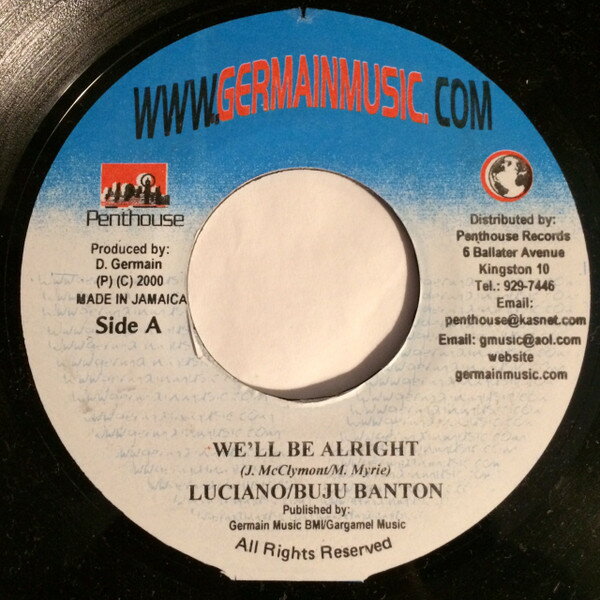 WWW.GERMAINMUSIC.COM
Penthouse
Produced by:
D. Germain
(P) (C) 2000
MADE IN JAMAICA
Side A
Distributed by:
Penthouse Records
6 Ballater Avenue
Kingston 10
Tel.: 929-7446
Email:
penthouse@kasnet.com
Email: gmusic@aol.com
website
germainmusic.com
WE'LL BE ALRIGHT
(J. McClymont/M. Myrie)
LUCIANO/BUJU BANTON
Published by:
Germain Music BMI/Gargamel Music
All Rights Reserved